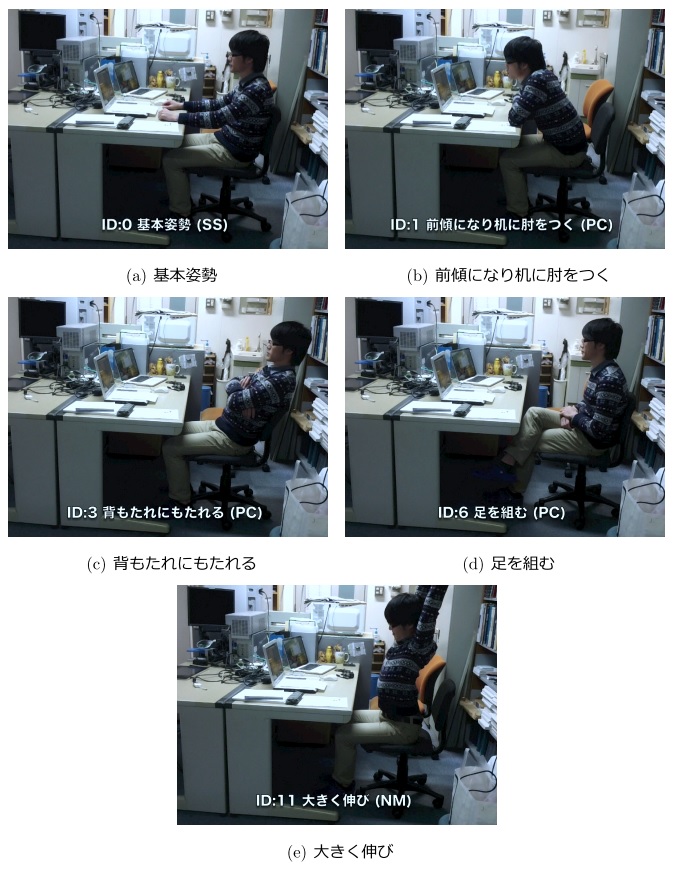 ID:0 基本姿勢 (SS)
ID:1 前傾になり机に肘をつく (PC)
(a) 基本姿勢
(b) 前傾になり机に肘をつく
ID:3 背もたれにもたれる (PC)
ID:6 足を組む (PC)
(c) 背もたれにもたれる
(d) 足を組む
ID:11 大きく伸び (NM)
(e) 大きく伸び